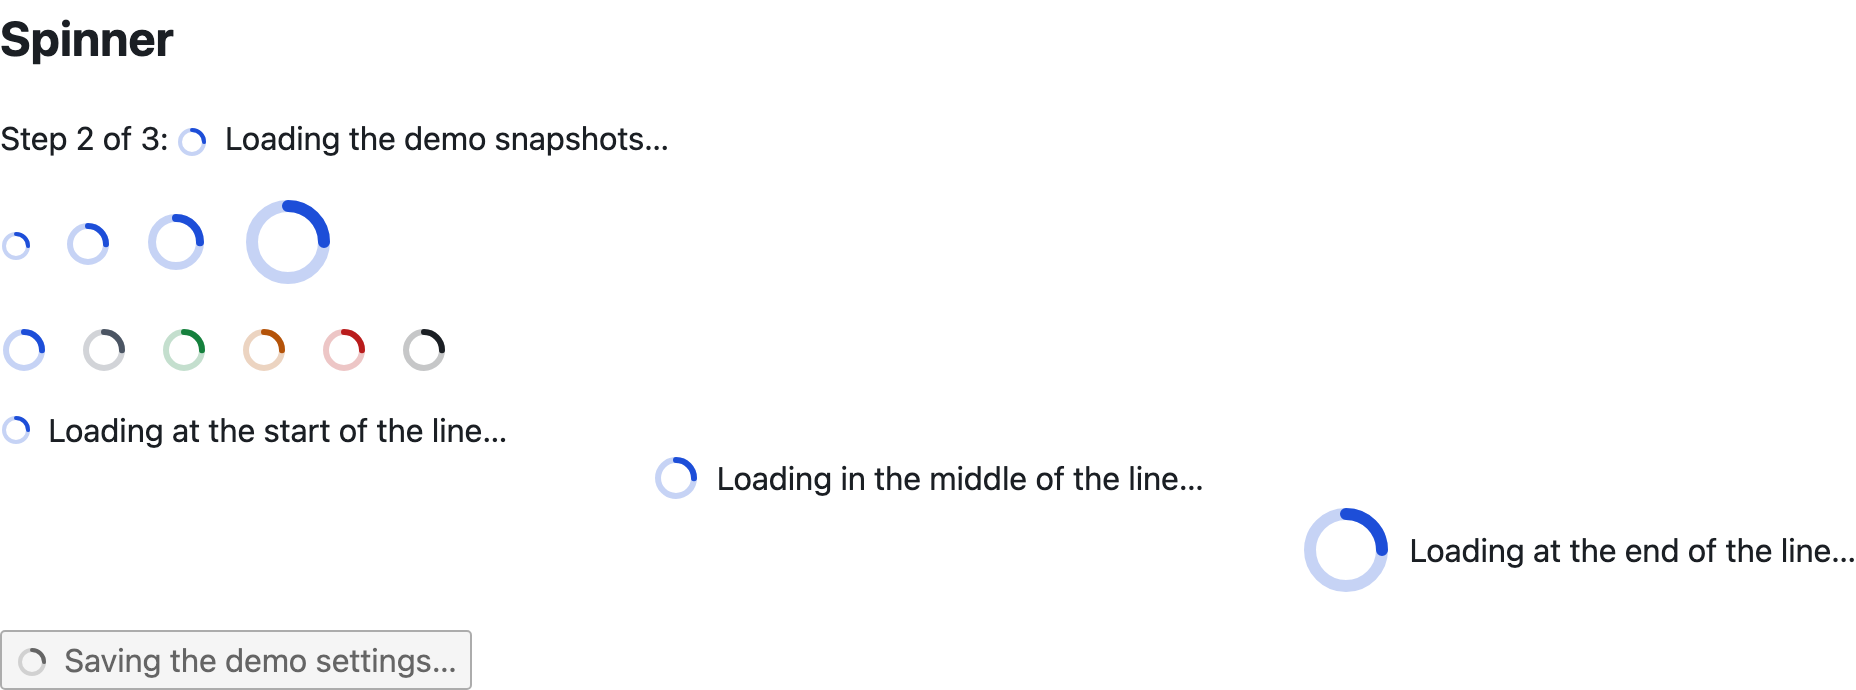 Spinner
Step 2 of 3: Loading the demo snapshots...
Loading at the start of the line...
Loading in the middle of the line...
Loading at the end of the line...
Saving the demo settings...